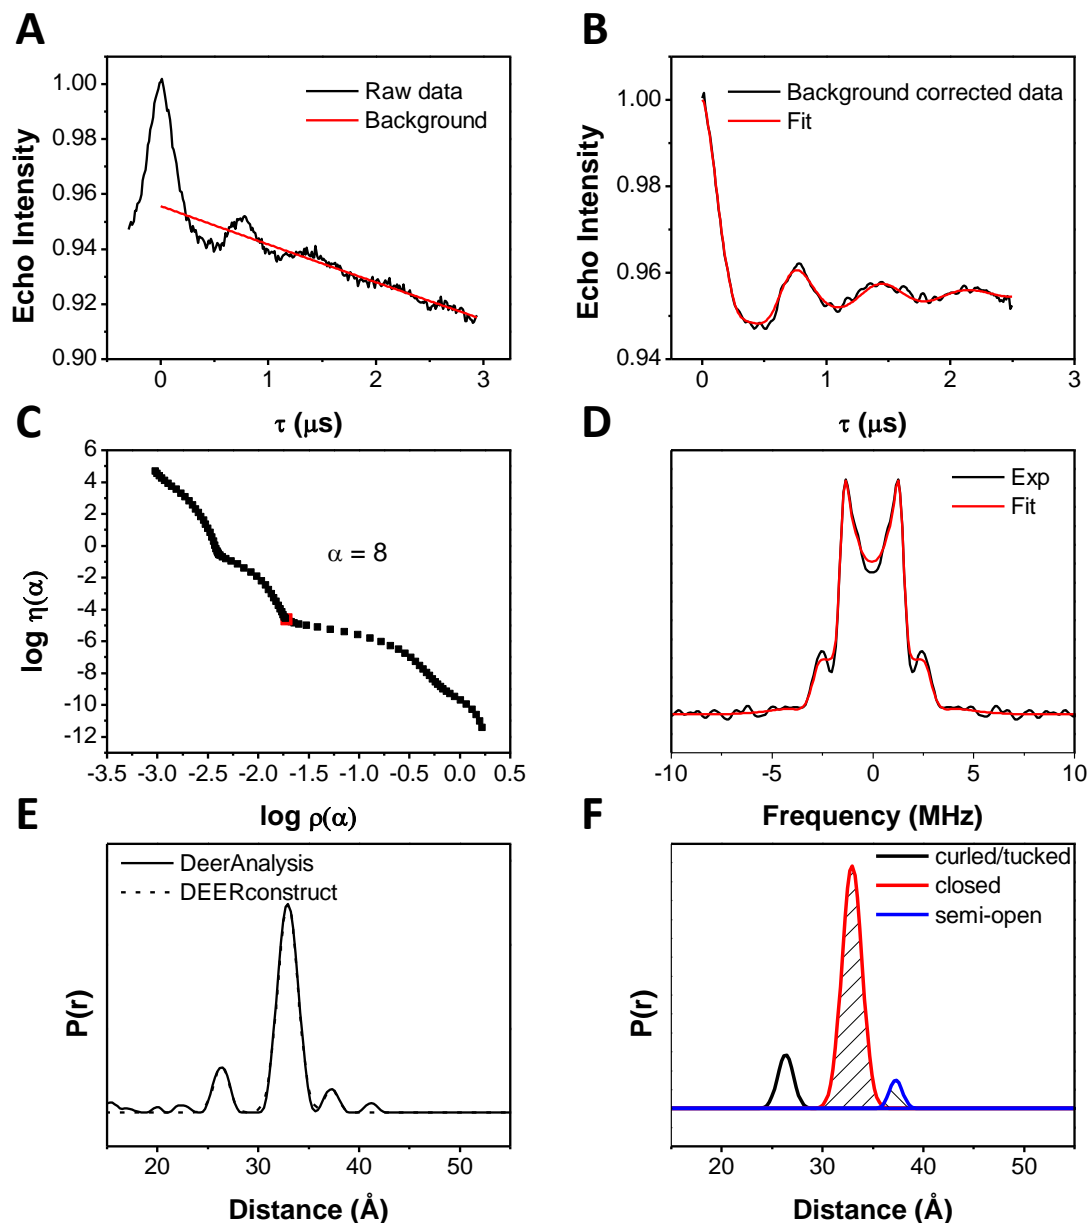 A
1.00
0.98
0.96
0.94
0.92
0.90
Echo Intensity
Raw data
Background
0 1 2 3
τ (μs)
B
1.00
0.98
0.96
0.94
Echo Intensity
Background corrected data
Fit
0 1 2 3
τ (μs)
C
6
4
2
0
-2
-4
-6
-8
-10
-12
log η(α)
α = 8
-3.5 -3.0 -2.5 -2.0 -1.5 -1.0 -0.5 0.0 0.5
log ρ(α)
D
Exp
Fit
-10 -5 0 5 10
Frequency (MHz)
E
P(r)
DeerAnalysis
DEERconstruct
20 30 40 50
Distance (Å)
F
P(r)
curled/tucked
closed
semi-open
20 30 40 50
Distance (Å)